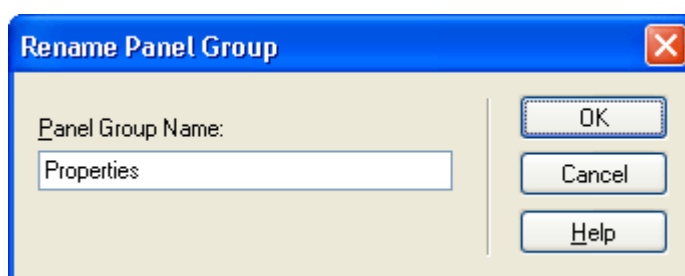 Rename Panel Group
Panel Group Name:
Properties
OK
Cancel
Help